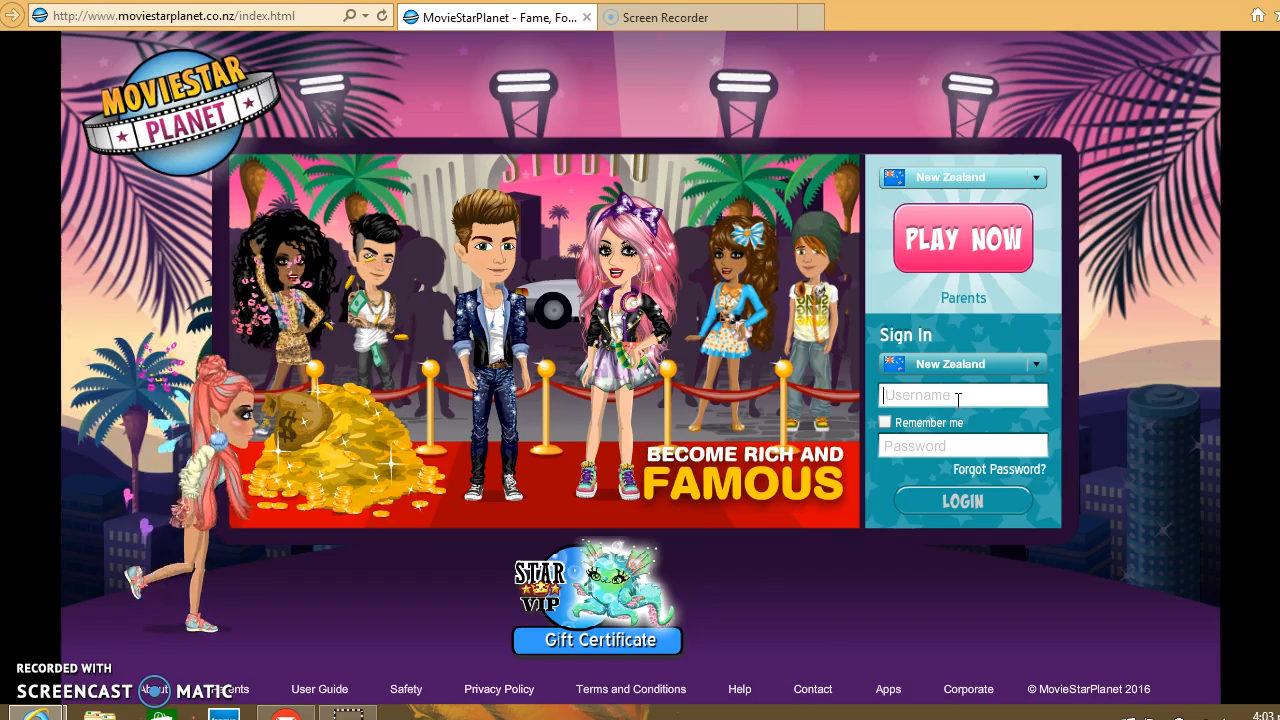 http://www.moviestarplanet.co.nz/index.html
MovieStarPlanet - Fame, Fo...
Screen Recorder
MOVIESTAR
PLANET
STUDIO
New Zealand
PLAY NOW
Parents
Sign In
New Zealand
Username
Remember me
Password
Forgot Password?
LOGIN
$
BECOME RICH AND
FAMOUS
STAR
VIP
Gift Certificate
RECORDED WITH
SCREENCAST MATIC
About
Parents
User Guide
Safety
Privacy Policy
Terms and Conditions
Help
Contact
Apps
Corporate
© MovieStarPlanet 2016
4:03